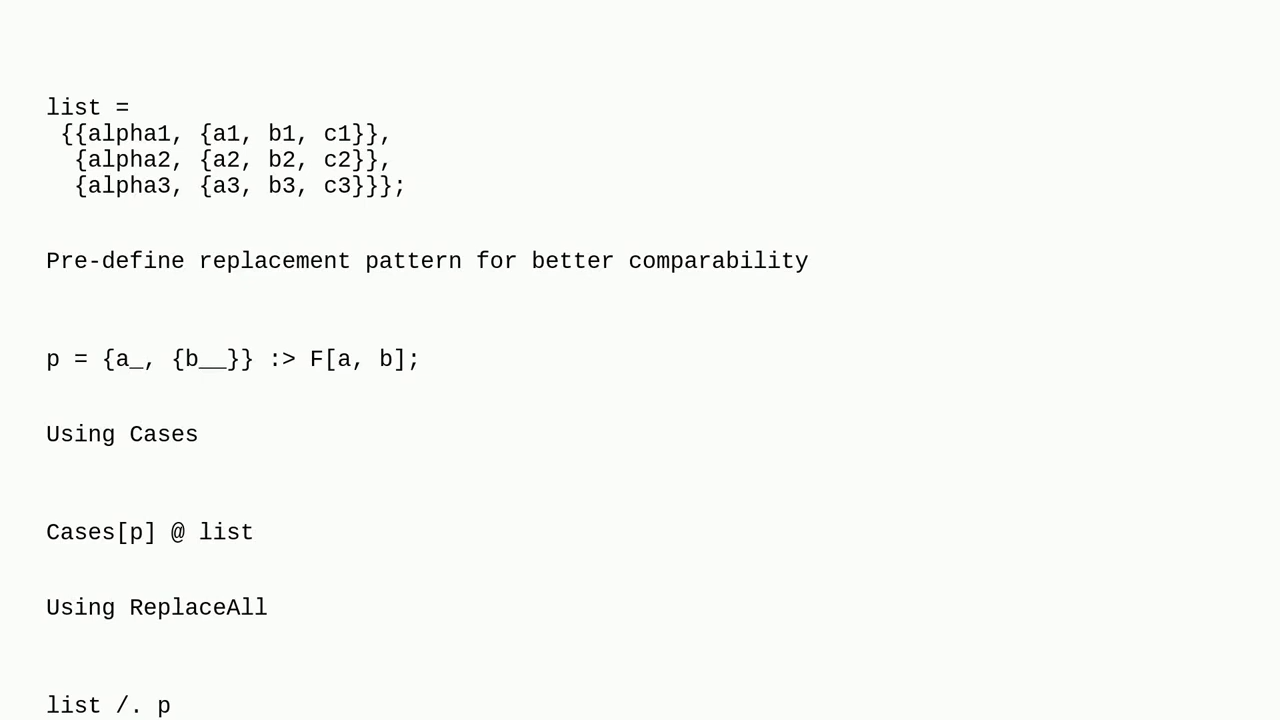 list =
{{alpha1, {a1, b1, c1}},
{alpha2, {a2, b2, c2}},
{alpha3, {a3, b3, c3}}};
Pre-define replacement pattern for better comparability
p = {a_, {b__}} :> F[a, b];
Using Cases
Cases[p] @ list
Using ReplaceAll
list /. p